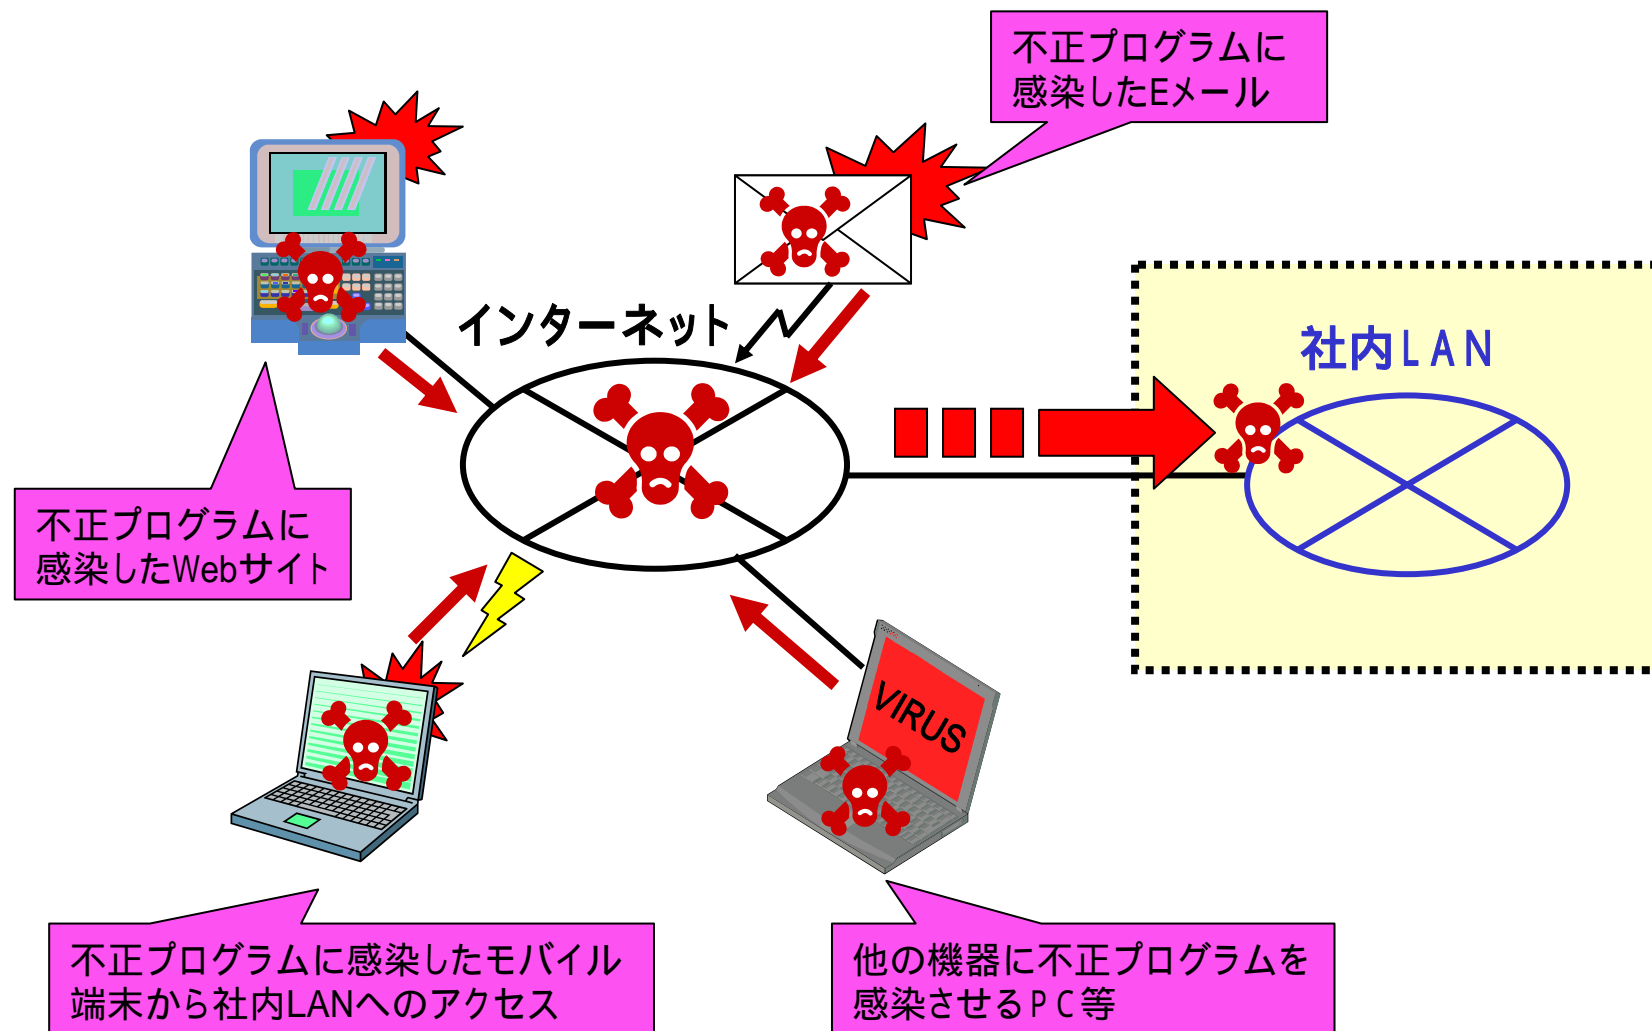 不正プログラムに
感染したEメール
インターネット
社内LAN
不正プログラムに
感染したWebサイト
VIRUS
不正プログラムに感染したモバイル
端末から社内LANへのアクセス
他の機器に不正プログラムを
感染させるPC等